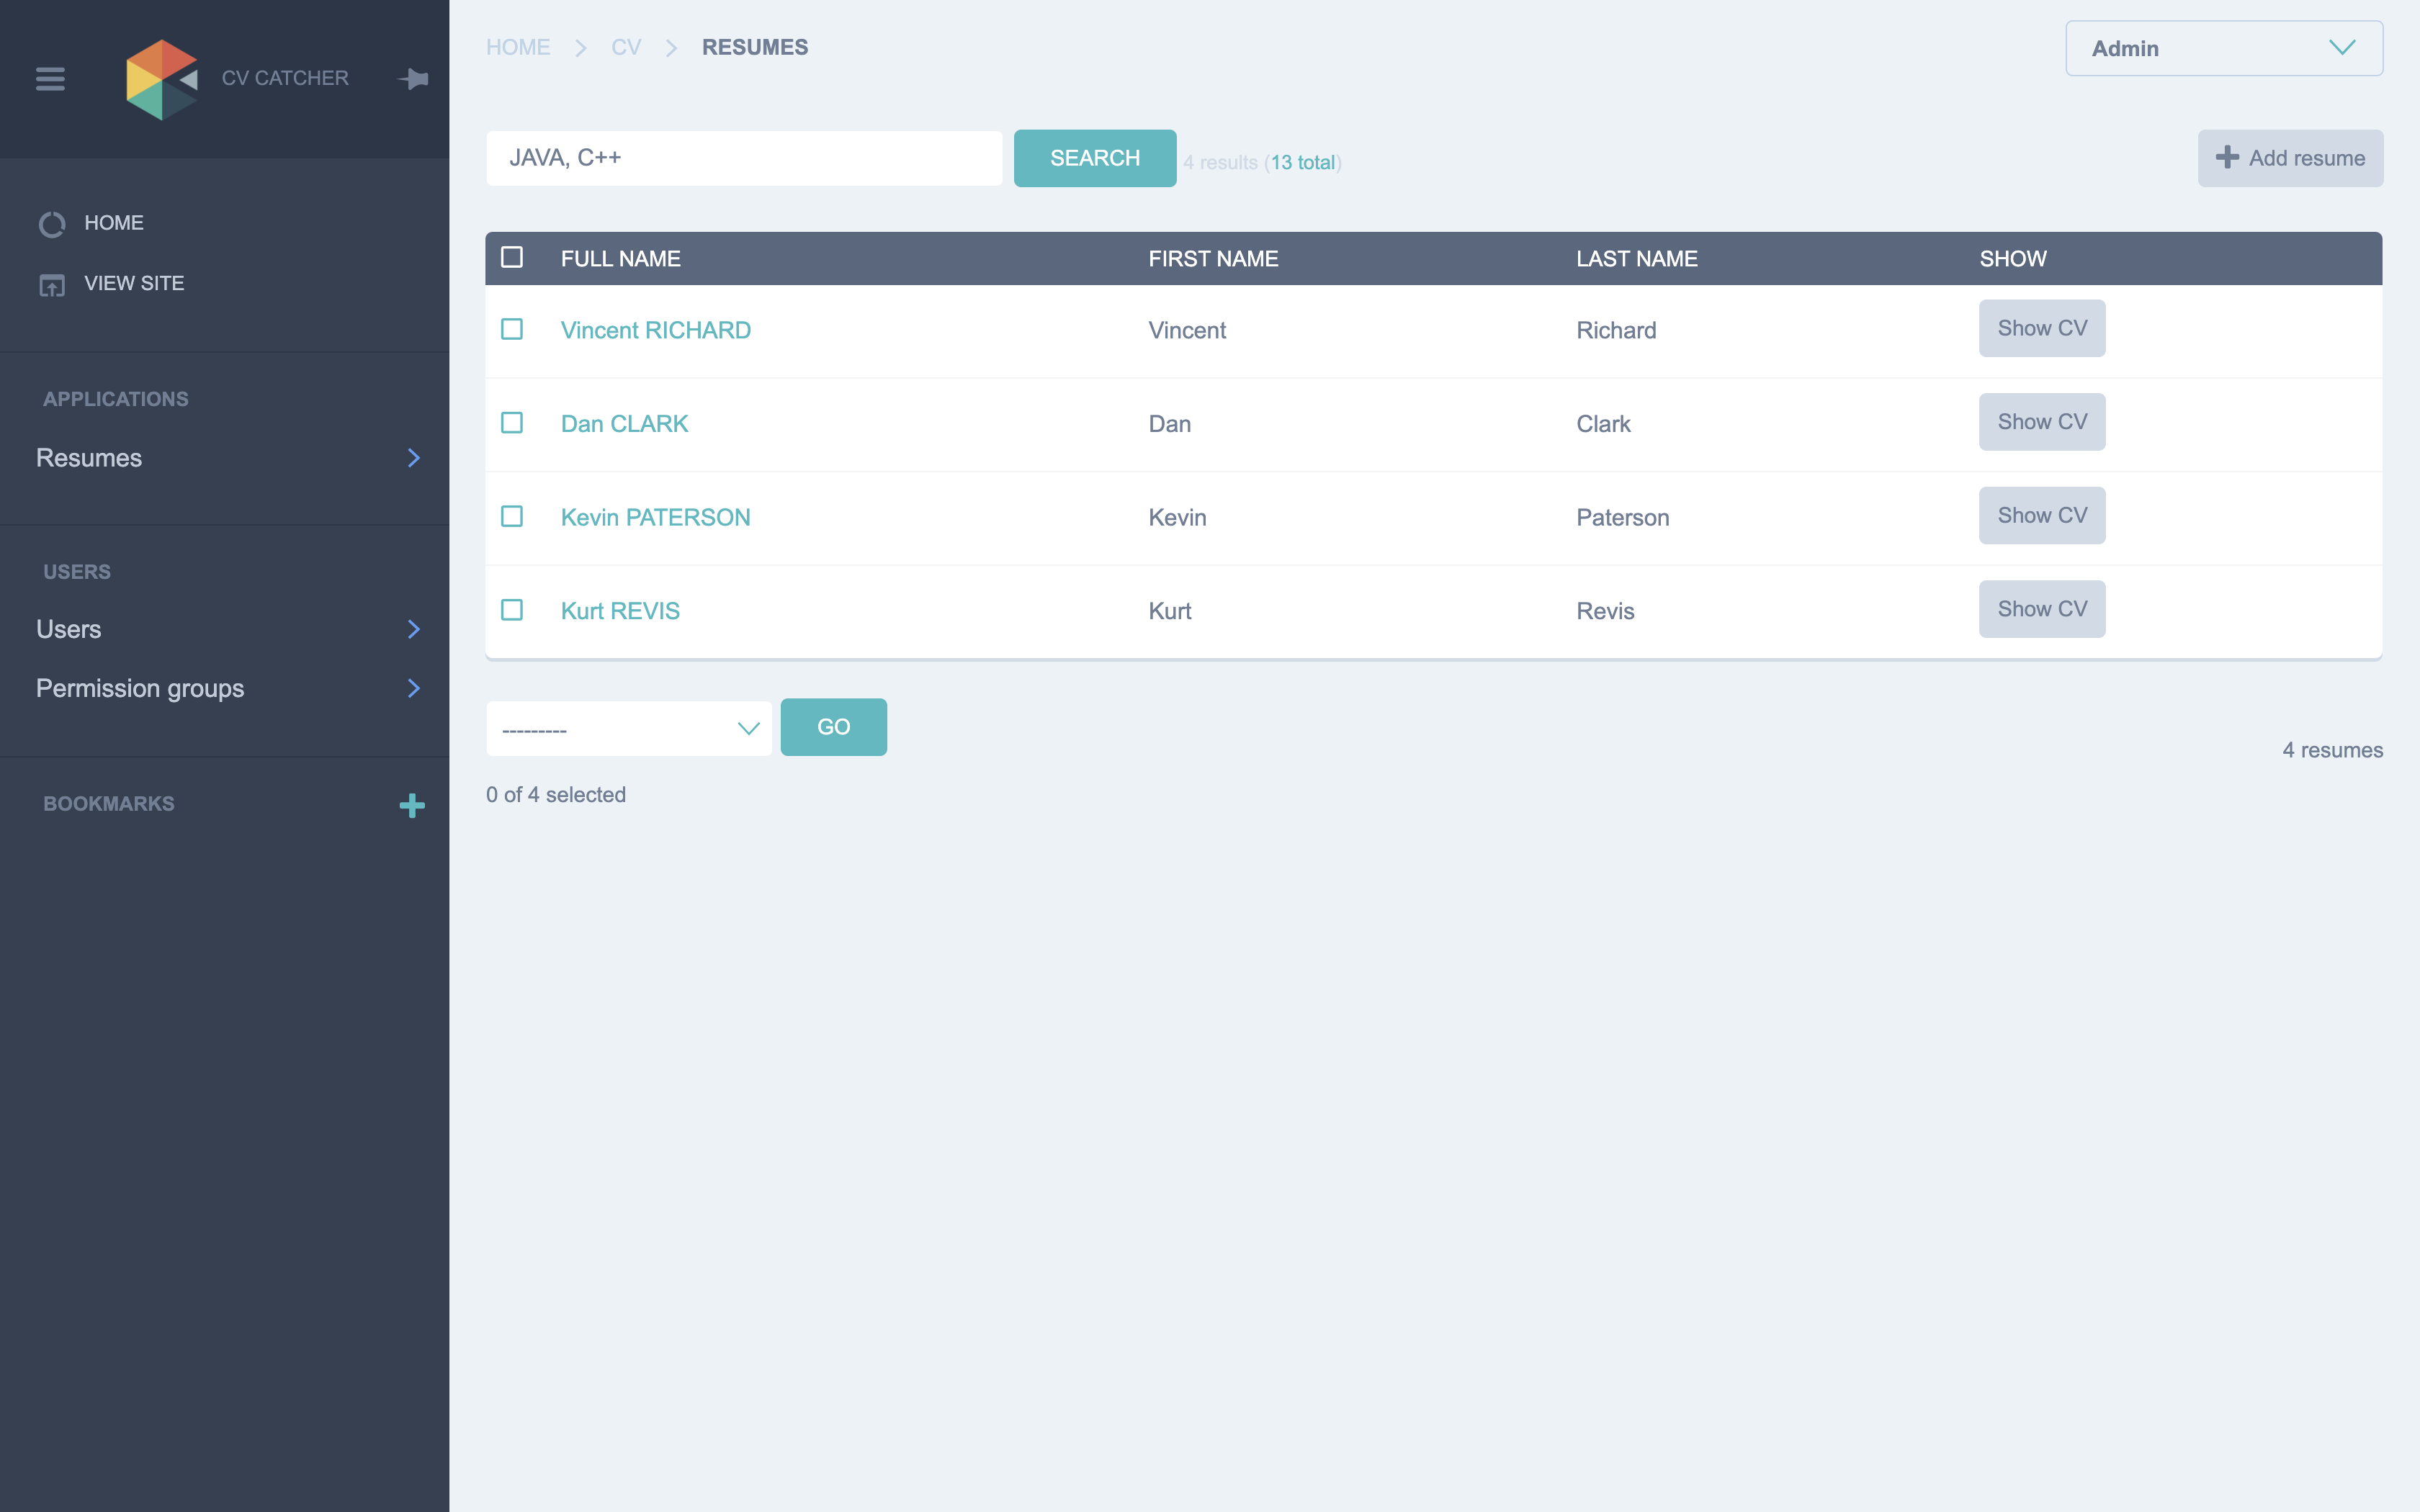 CV CATCHER
HOME
VIEW SITE
APPLICATIONS
Resumes
USERS
Users
Permission groups
BOOKMARKS
HOME CV RESUMES
Admin
JAVA, C++ SEARCH 4 results (13 total) Add resume
FULL NAME FIRST NAME LAST NAME SHOW
Vincent RICHARD Vincent Richard Show CV
Dan CLARK Dan Clark Show CV
Kevin PATERSON Kevin Paterson Show CV
Kurt REVIS Kurt Revis Show CV
--------- GO
4 resumes
0 of 4 selected